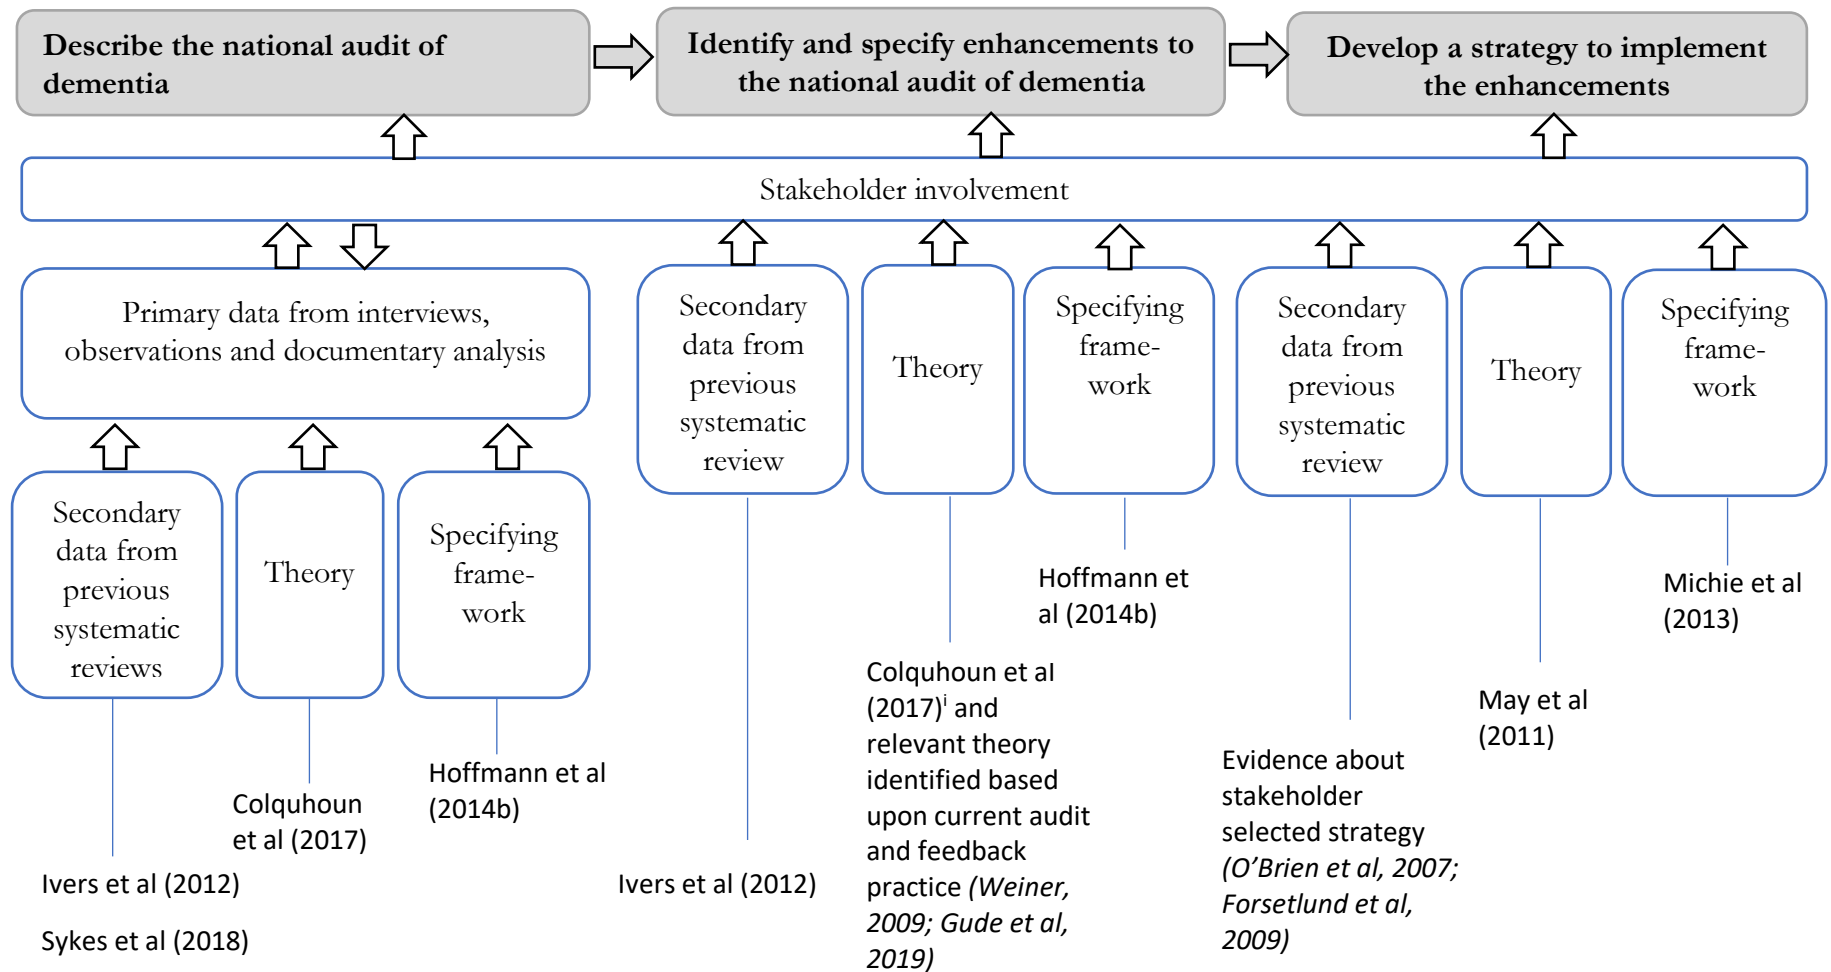 Describe the national audit of
dementia
Identify and specify enhancements to
the national audit of dementia
Develop a strategy to implement
the enhancements
Stakeholder involvement
Primary data from interviews,
observations and documentary analysis
Secondary
data from
previous
systematic
reviews
Theory
Specifying
frame-
work
Secondary
data from
previous
systematic
review
Theory
Specifying
frame-
work
Secondary
data from
previous
systematic
review
Theory
Specifying
frame-
work
Ivers et al (2012)
Sykes et al (2018)
Colquhoun
et al (2017)
Hoffmann et al
(2014b)
Ivers et al (2012)
Colquhoun et al
(2017)ⁱ and
relevant theory
identified based
upon current audit
and feedback
practice (Weiner,
2009; Gude et al,
2019)
Hoffmann et
al (2014b)
Evidence about
stakeholder
selected strategy
(O’Brien et al, 2007;
Forsetlund et al,
2009)
May et al
(2011)
Michie et al
(2013)